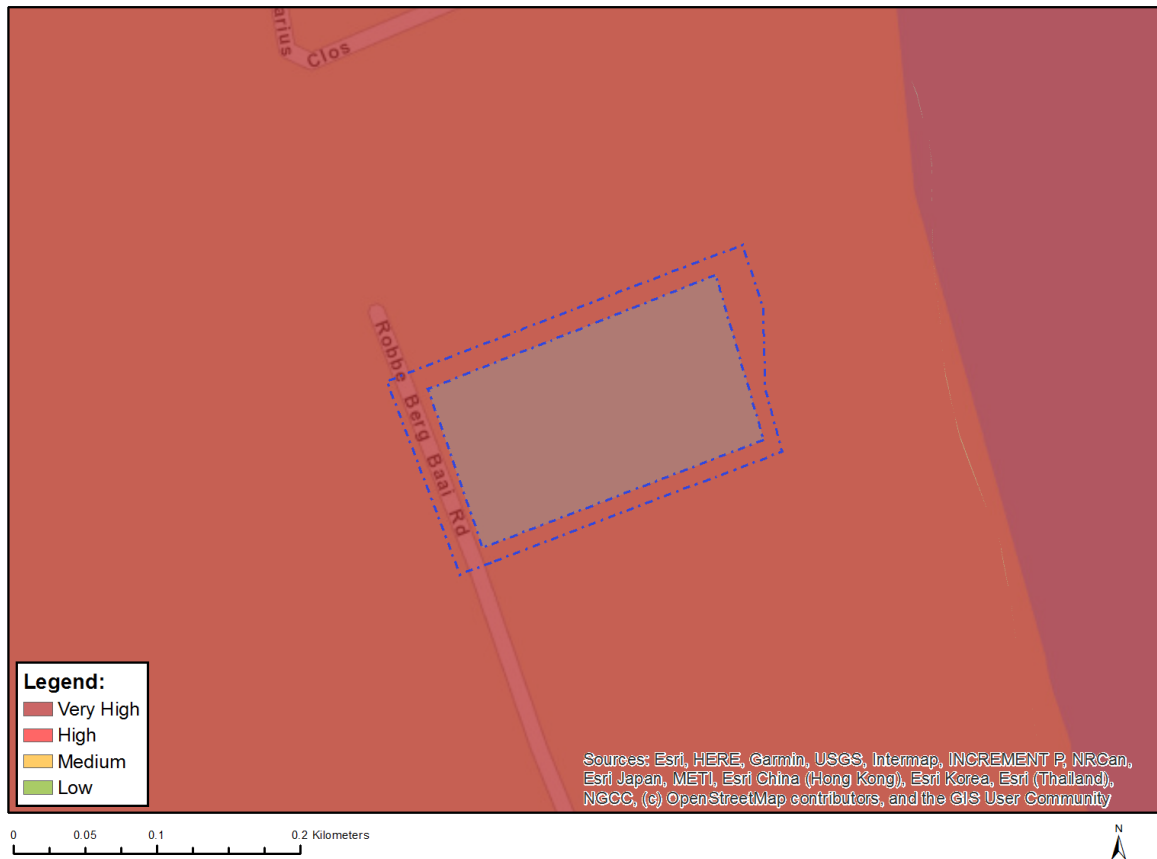 arius
Clos
Robbe Berg Baai Rd
Legend:
Very High
High
Medium
Low
Sources: Esri, HERE, Garmin, USGS, Intermap, INCREMENT P, NRCan,
Esri Japan, METI, Esri China (Hong Kong), Esri Korea, Esri (Thailand),
NGCC, (c) OpenStreetMap contributors, and the GIS User Community
0 0.05 0.1 0.2 Kilometers
N